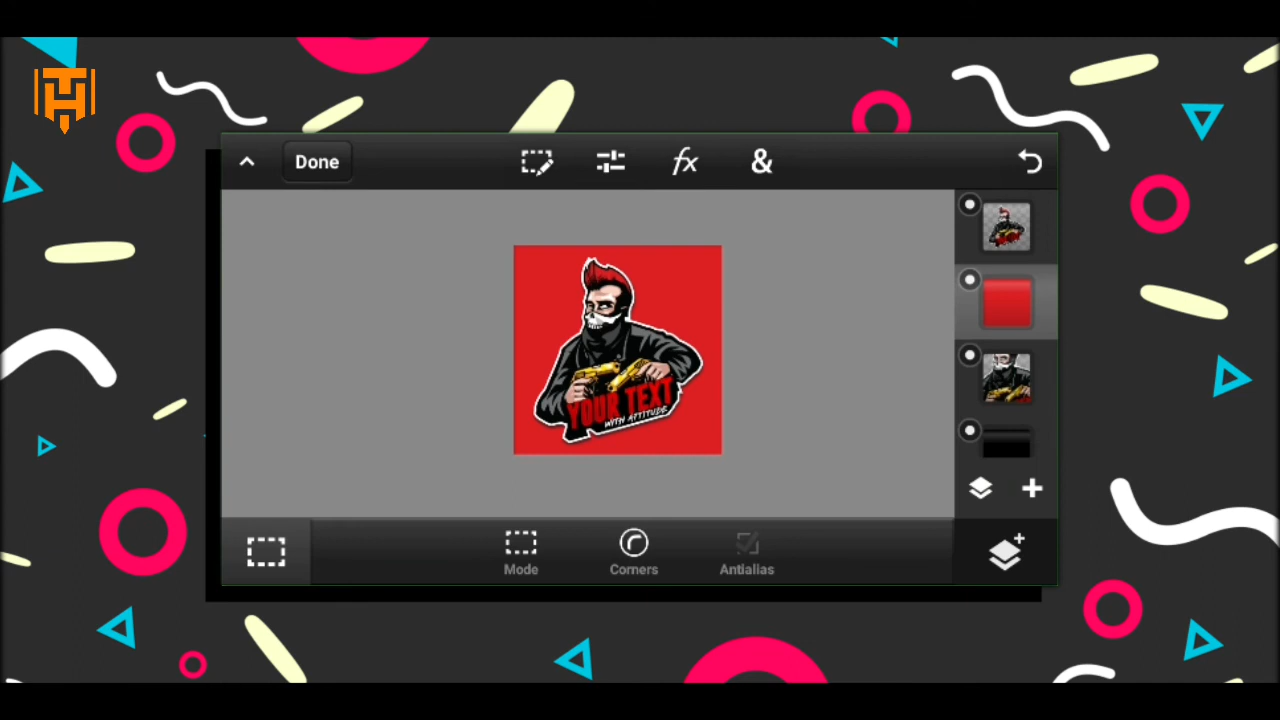 Done
fx
&
YOUR TEXT
WITH ATTITUDE
Mode
Corners
Antialias